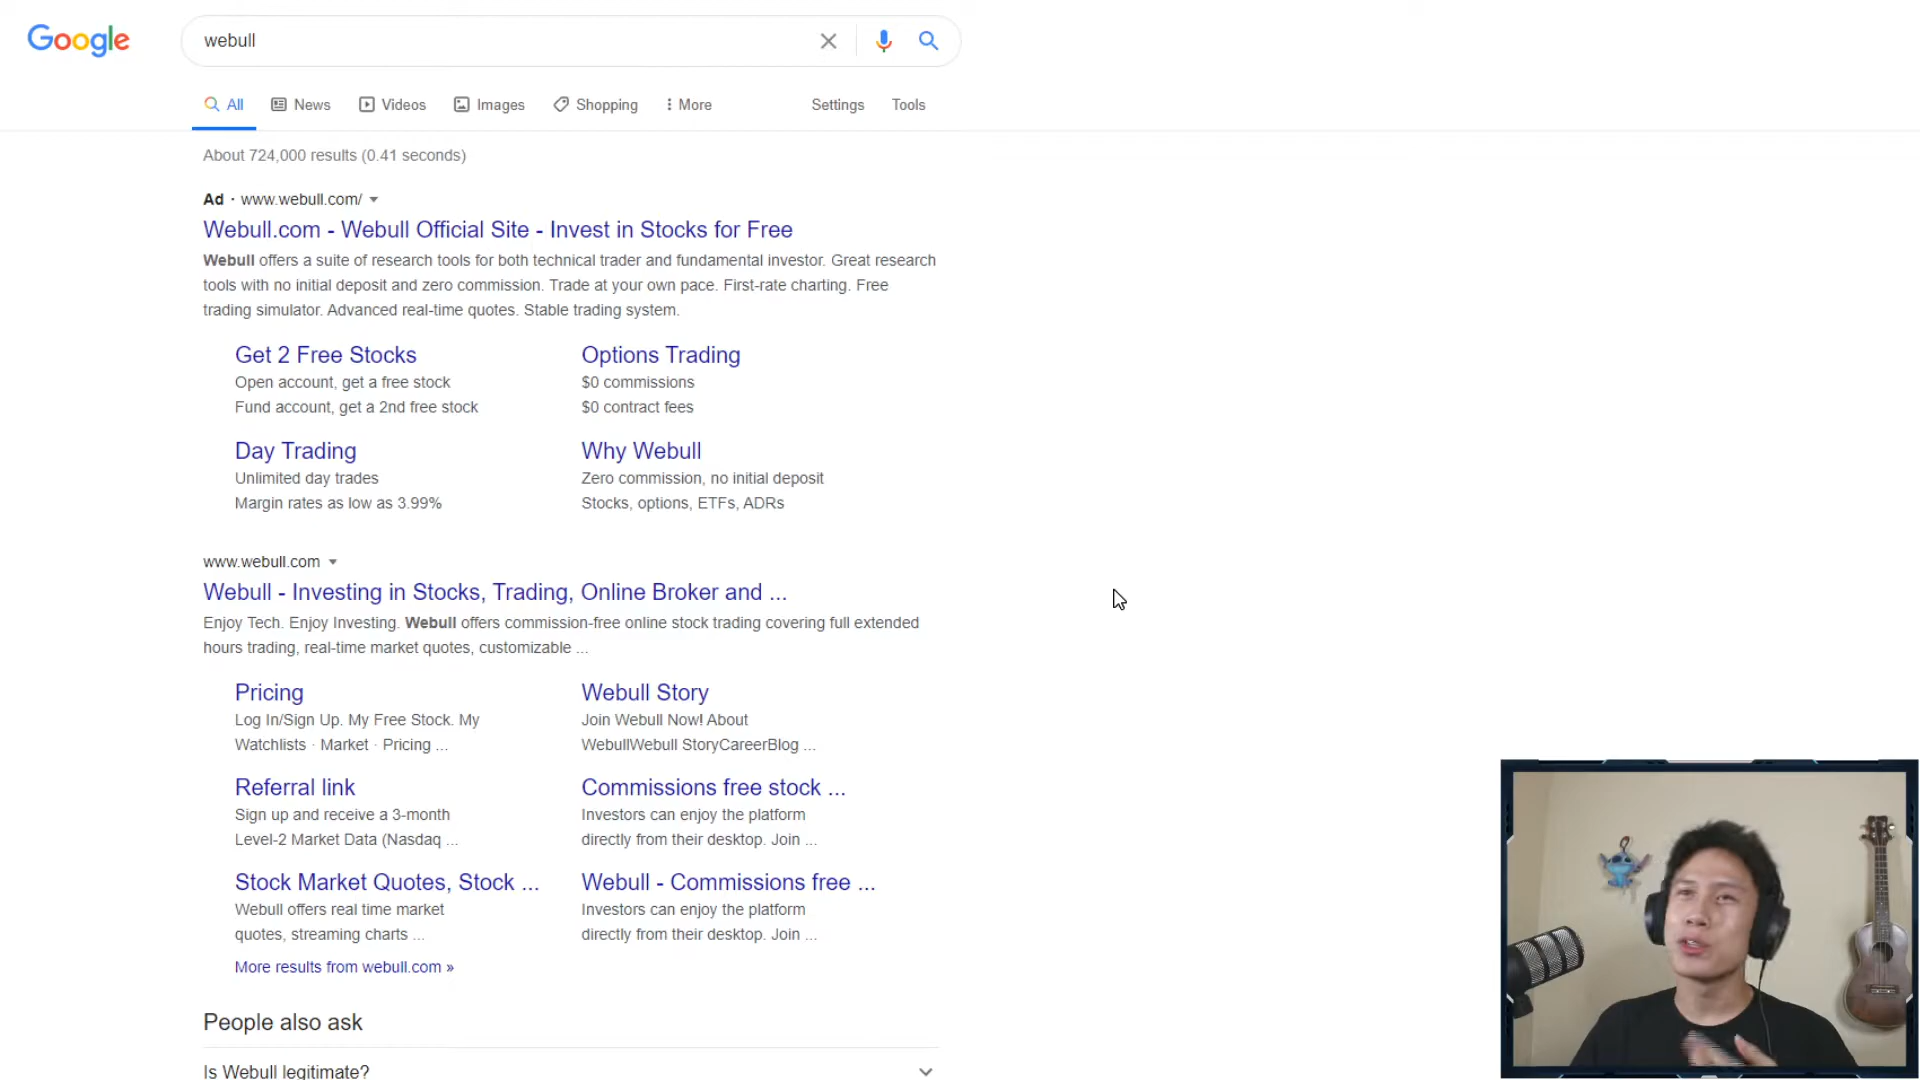 Google
webull
All
News
Videos
Images
Shopping
More
Settings
Tools
About 724,000 results (0.41 seconds)
Ad · www.webull.com/
Webull.com - Webull Official Site - Invest in Stocks for Free
Webull offers a suite of research tools for both technical trader and fundamental investor. Great research
tools with no initial deposit and zero commission. Trade at your own pace. First-rate charting. Free
trading simulator. Advanced real-time quotes. Stable trading system.
Get 2 Free Stocks
Open account, get a free stock
Fund account, get a 2nd free stock
Options Trading
$0 commissions
$0 contract fees
Day Trading
Unlimited day trades
Margin rates as low as 3.99%
Why Webull
Zero commission, no initial deposit
Stocks, options, ETFs, ADRs
www.webull.com
Webull - Investing in Stocks, Trading, Online Broker and ...
Enjoy Tech. Enjoy Investing. Webull offers commission-free online stock trading covering full extended
hours trading, real-time market quotes, customizable ...
Pricing
Log In/Sign Up. My Free Stock. My
Watchlists · Market · Pricing ...
Webull Story
Join Webull Now! About
WebullWebull StoryCareerBlog ...
Referral link
Sign up and receive a 3-month
Level-2 Market Data (Nasdaq ...
Commissions free stock ...
Investors can enjoy the platform
directly from their desktop. Join ...
Stock Market Quotes, Stock ...
Webull offers real time market
quotes, streaming charts ...
Webull - Commissions free ...
Investors can enjoy the platform
directly from their desktop. Join ...
More results from webull.com »
People also ask
Is Webull legitimate?